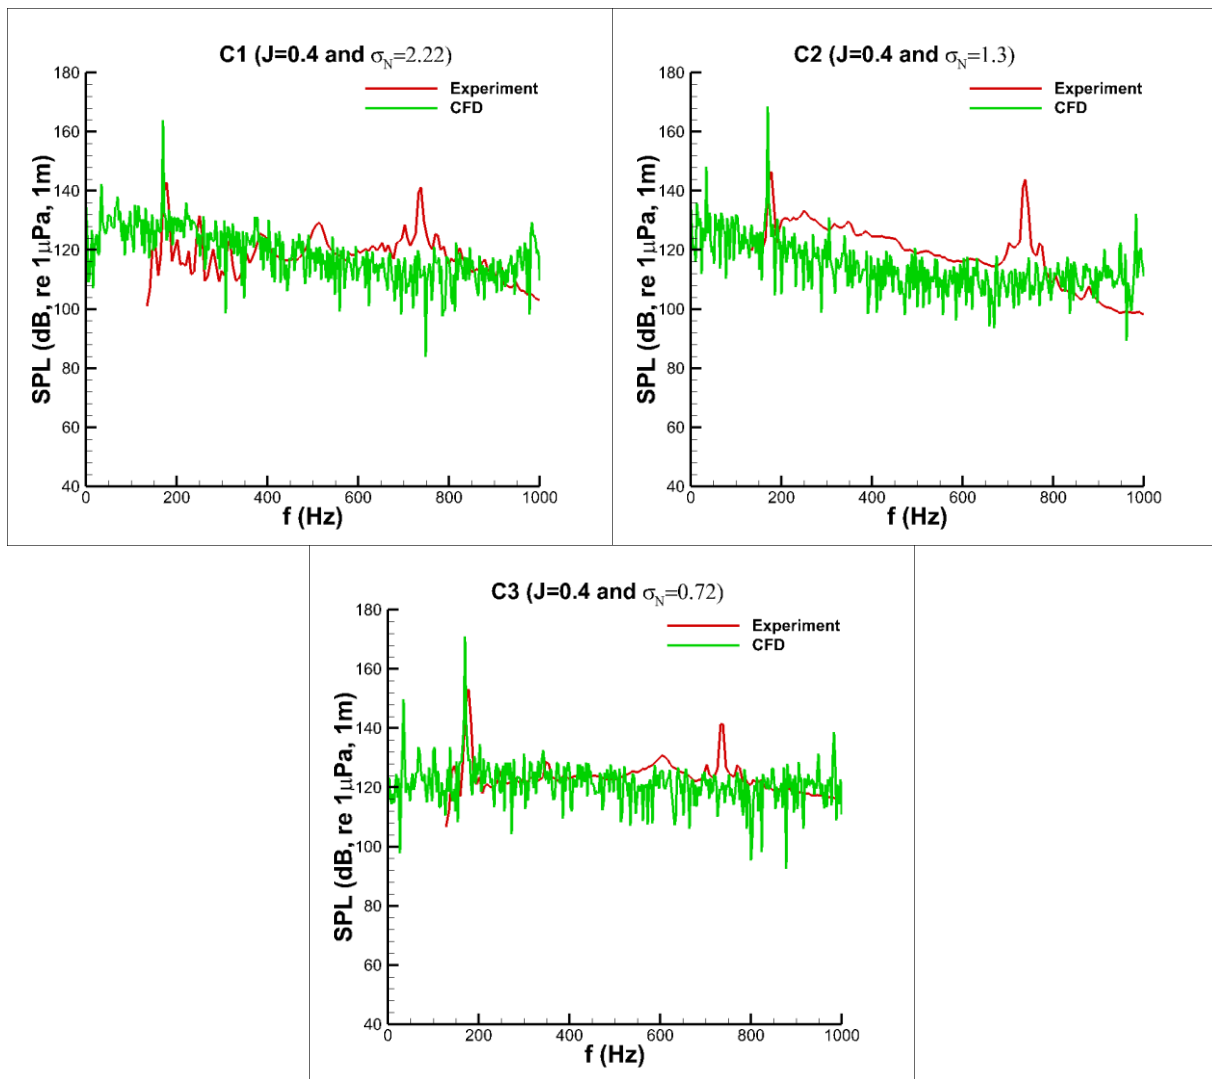 C1 (J=0.4 and σN=2.22)
Experiment
CFD
180
160
140
120
100
80
60
40
SPL (dB, re 1µPa, 1m)
0 200 400 600 800 1000
f (Hz)
C2 (J=0.4 and σN=1.3)
Experiment
CFD
180
160
140
120
100
80
60
40
SPL (dB, re 1µPa, 1m)
0 200 400 600 800 1000
f (Hz)
C3 (J=0.4 and σN=0.72)
Experiment
CFD
180
160
140
120
100
80
60
40
SPL (dB, re 1µPa, 1m)
0 200 400 600 800 1000
f (Hz)